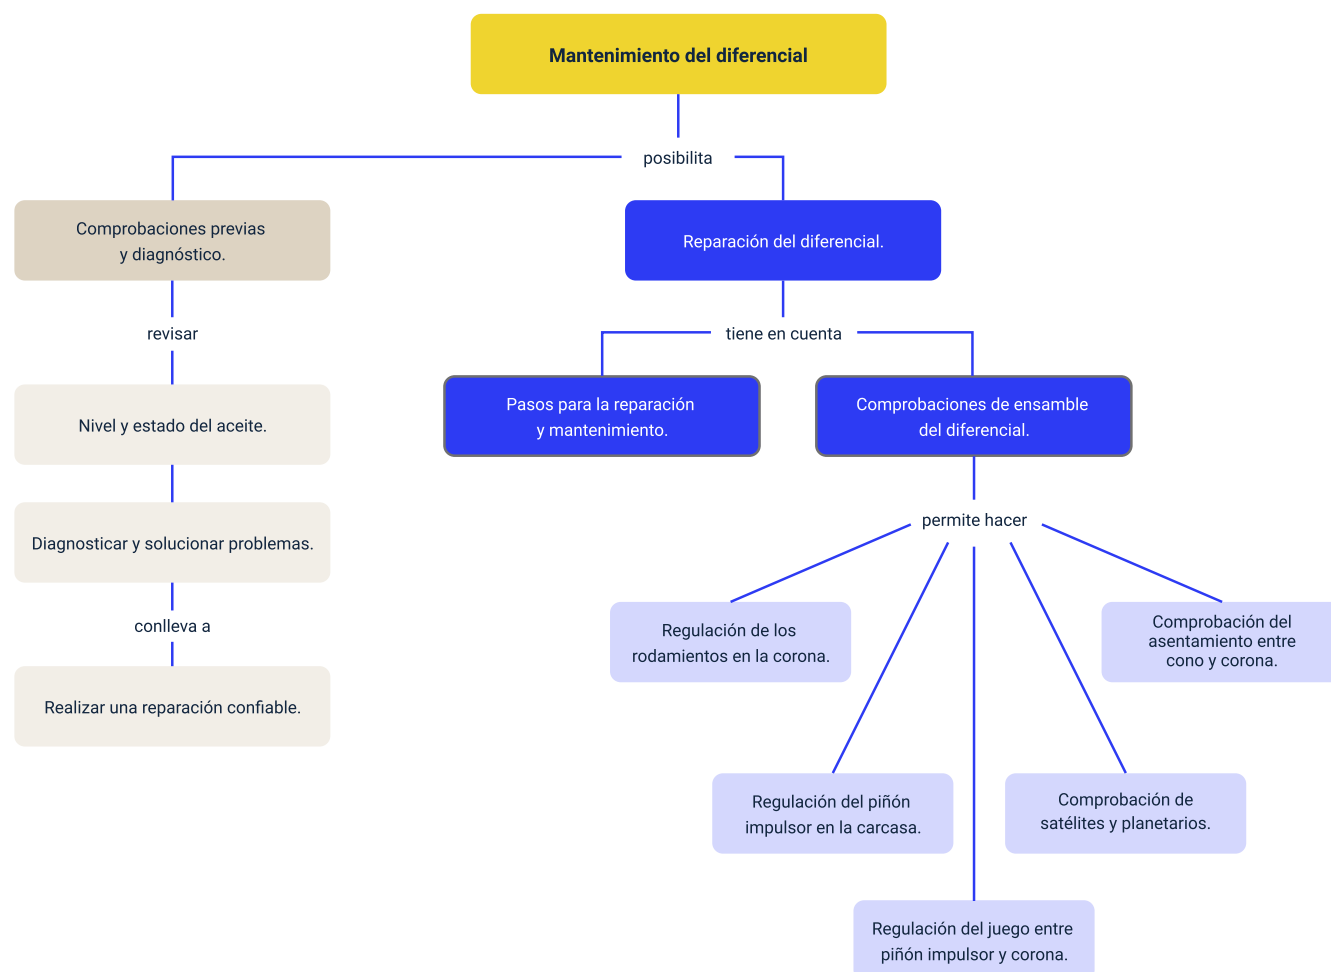 Mantenimiento del diferencial
posibilita
Comprobaciones previas
y diagnóstico.
Reparación del diferencial.
revisar
tiene en cuenta
Nivel y estado del aceite.
Pasos para la reparación
y mantenimiento.
Comprobaciones de ensamble
del diferencial.
Diagnosticar y solucionar problemas.
permite hacer
conlleva a
Regulación de los
rodamientos en la corona.
Comprobación del
asentamiento entre
cono y corona.
Realizar una reparación confiable.
Regulación del piñón
impulsor en la carcasa.
Comprobación de
satélites y planetarios.
Regulación del juego entre
piñón impulsor y corona.